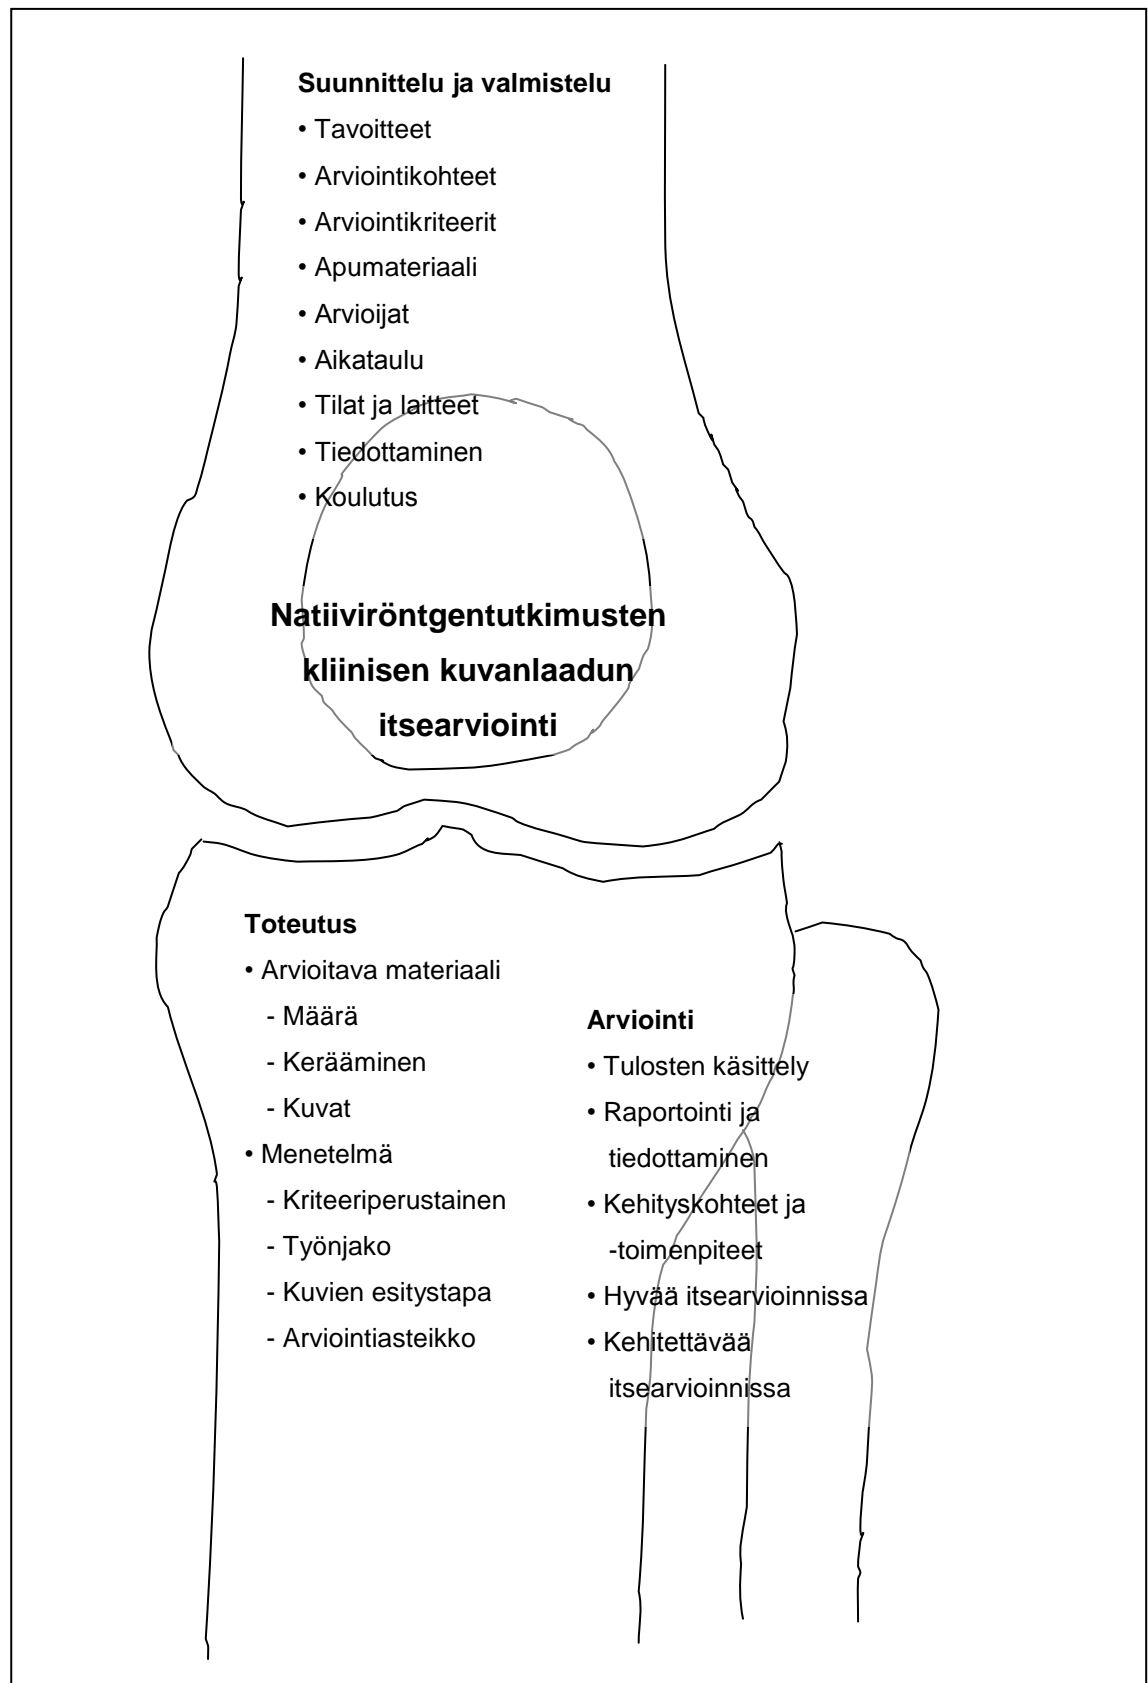 Suunnittelu ja valmistelu
• Tavoitteet
• Arviointikohteet
• Arviointikriteerit
• Apumateriaali
• Arvioijat
• Aikataulu
• Tilat ja laitteet
• Tiedottaminen
• Koulutus
Natiiviröntgentutkimusten
kliinisen kuvanlaadun
itsearviointi
Toteutus
• Arvioitava materiaali
- Määrä
- Kerääminen
- Kuvat
• Menetelmä
- Kriteeriperustainen
- Työnjako
- Kuvien esitystapa
- Arviointiasteikko
Arviointi
• Tulosten käsittely
• Raportointi ja
tiedottaminen
• Kehityskohteet ja
-toimenpiteet
• Hyvää itsearvioinnissa
• Kehitettävää
itsearvioinnissa